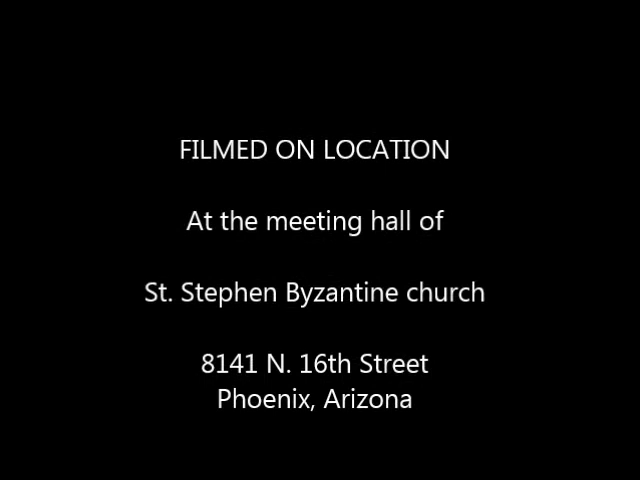 FILMED ON LOCATION
At the meeting hall of
St. Stephen Byzantine church
8141 N. 16th Street
Phoenix, Arizona